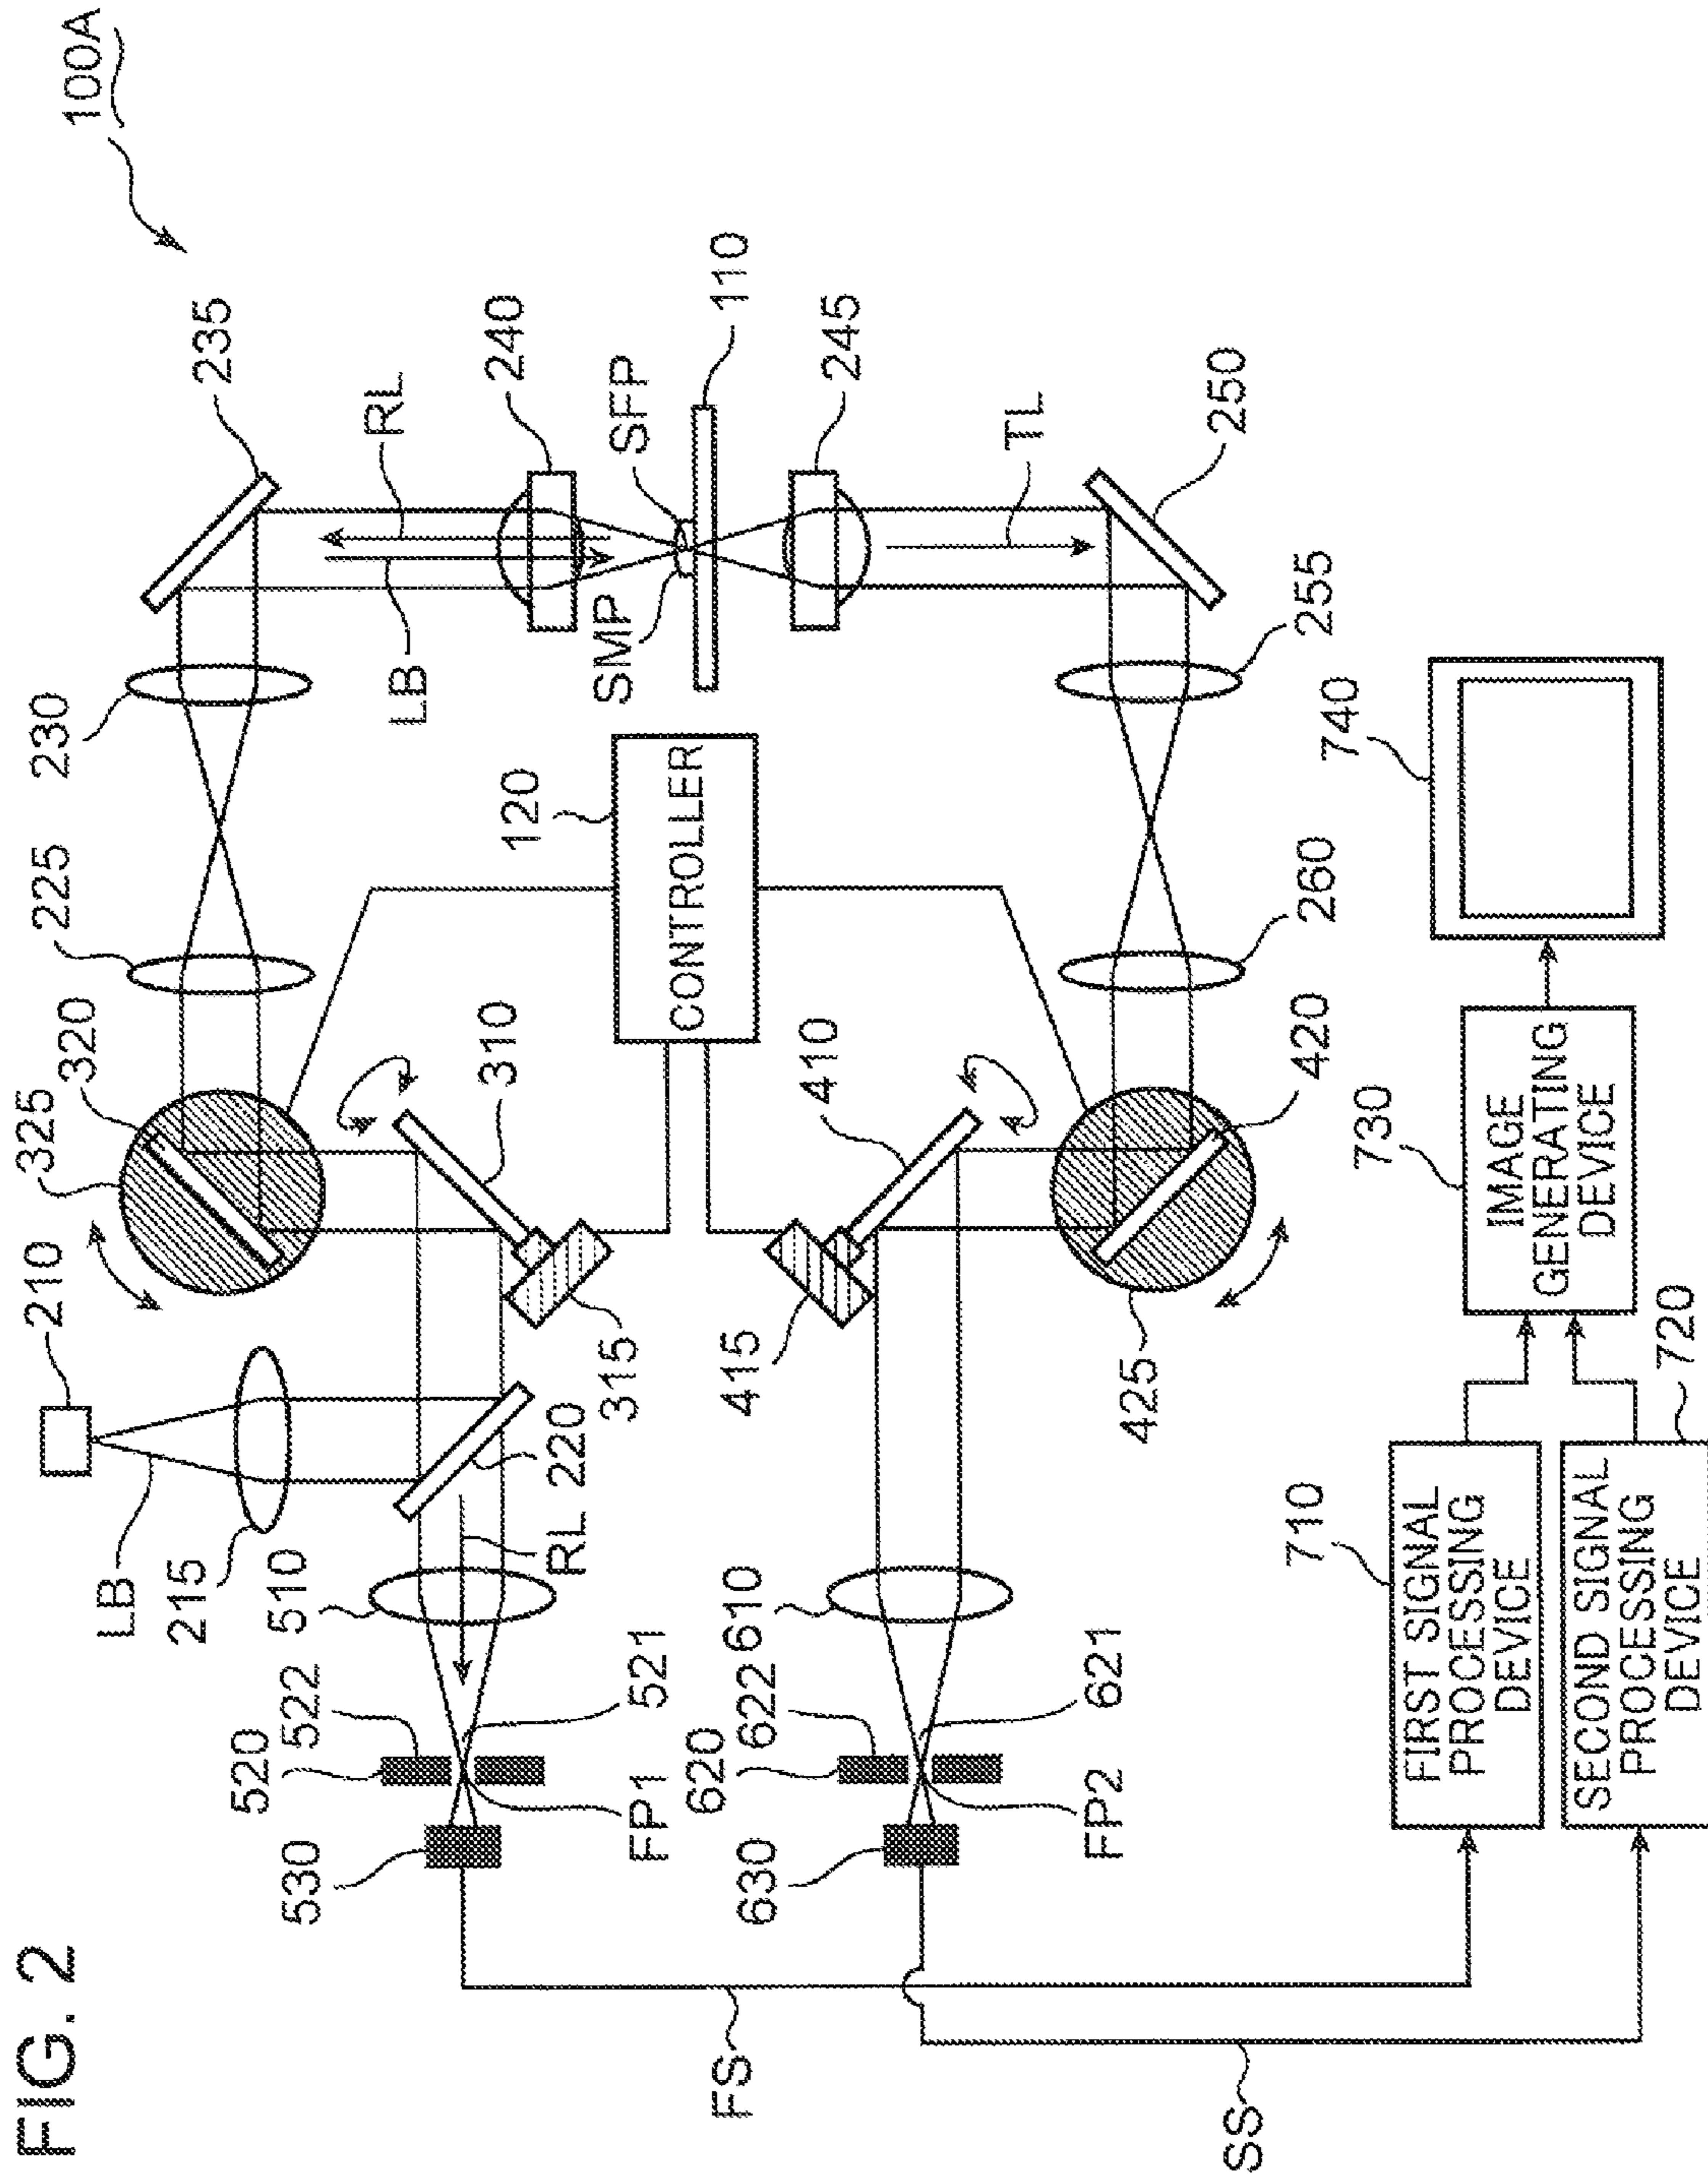 FIG. 2
100A
235
RL
240
SFP
110
245
TL
250
LB
SMP
230
225
255
740
120
CONTROLLER
260
320
325
310
410
420
730
IMAGE
GENERATING
DEVICE
210
315
415
425
720
LB
215
220
RL
510
610
710
FIRST SIGNAL
PROCESSING
DEVICE
SECOND SIGNAL
PROCESSING
DEVICE
522
521
622
621
520
FP1
620
FP2
530
630
FS
SS